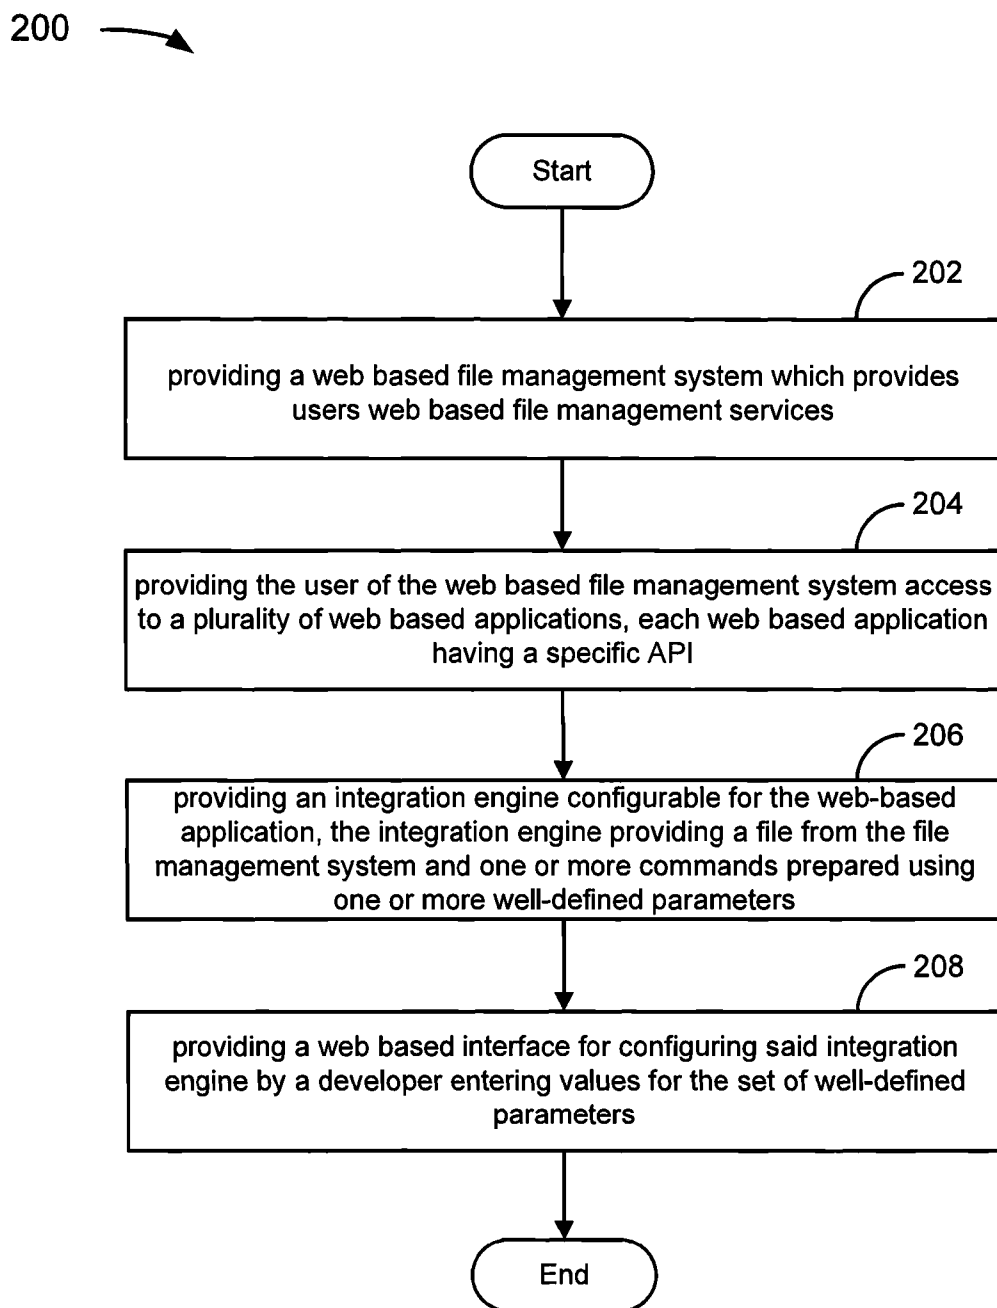 200
Start
202
providing a web based file management system which provides
users web based file management services
204
providing the user of the web based file management system access
to a plurality of web based applications, each web based application
having a specific API
206
providing an integration engine configurable for the web-based
application, the integration engine providing a file from the file
management system and one or more commands prepared using
one or more well-defined parameters
208
providing a web based interface for configuring said integration
engine by a developer entering values for the set of well-defined
parameters
End